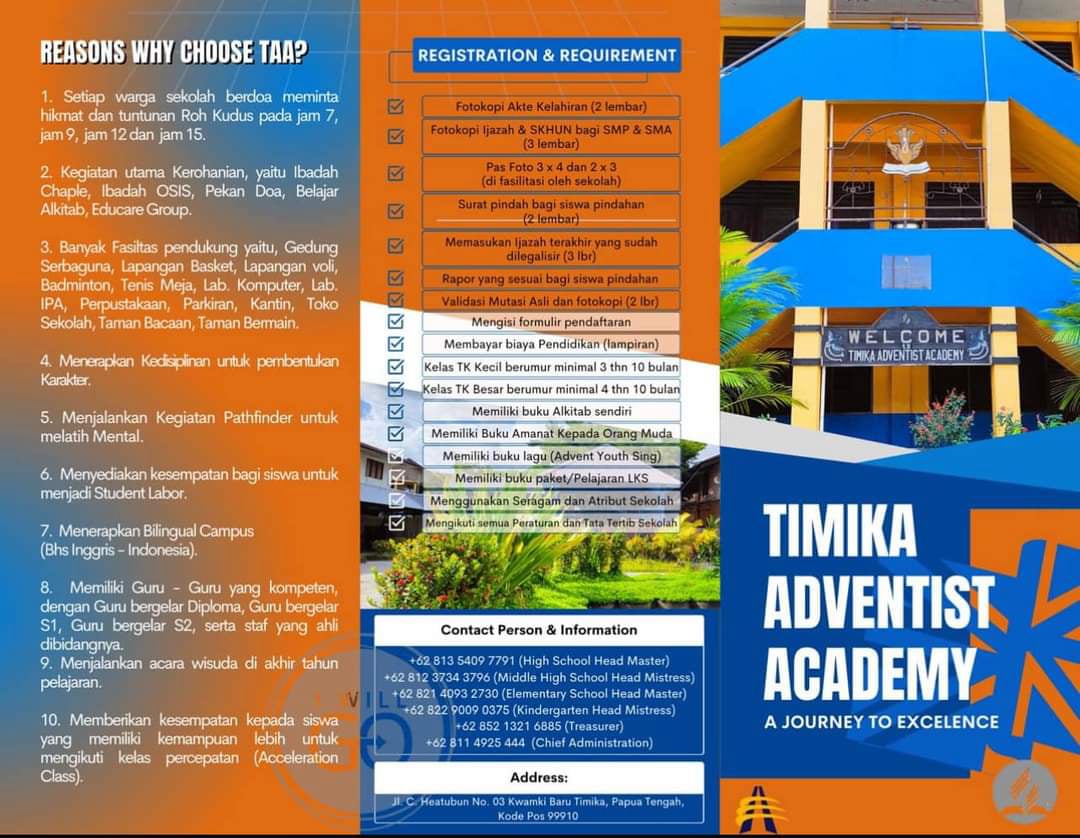 REASONS WHY CHOOSE TAA?
1. Setiap warga sekolah berdoa meminta
hikmat dan tuntunan Roh Kudus pada jam 7,
jam 9, jam 12 dan jam 15.
2. Kegiatan utama Kerohanian, yaitu Ibadah
Chaple, Ibadah OSIS, Pekan Doa, Belajar
Alkitab, Educare Group.
3. Banyak Fasiltas pendukung yaitu, Gedung
Serbaguna, Lapangan Basket, Lapangan voli,
Badminton, Tenis Meja, Lab. Komputer, Lab.
IPA, Perpustakaan, Parkiran, Kantin, Toko
Sekolah, Taman Bacaan, Taman Bermain.
4. Menerapkan Kedisiplinan untuk pembentukan
Karakter.
5. Menjalankan Kegiatan Pathfinder untuk
melatih Mental.
6. Menyediakan kesempatan bagi siswa untuk
menjadi Student Labor.
7. Menerapkan Bilingual Campus
(Bhs Inggris – Indonesia).
8. Memiliki Guru – Guru yang kompeten,
dengan Guru bergelar Diploma, Guru bergelar
S1, Guru bergelar S2, serta staf yang ahli
dibidangnya.
9. Menjalankan acara wisuda di akhir tahun
pelajaran.
10. Memberikan kesempatan kepada siswa
yang memiliki kemampuan lebih untuk
mengikuti kelas percepatan (Acceleration
Class).
REGISTRATION & REQUIREMENT
Fotokopi Akte Kelahiran (2 lembar)
Fotokopi Ijazah & SKHUN bagi SMP & SMA
(3 lembar)
Pas Foto 3 x 4 dan 2 x 3
(di fasilitasi oleh sekolah)
Surat pindah bagi siswa pindahan
(2 lembar)
Memasukan Ijazah terakhir yang sudah
dilegalisir (3 lbr)
Rapor yang sesuai bagi siswa pindahan
Validasi Mutasi Asli dan fotokopi (2 lbr)
Mengisi formulir pendaftaran
Membayar biaya Pendidikan (lampiran)
Kelas TK Kecil berumur minimal 3 thn 10 bulan
Kelas TK Besar berumur minimal 4 thn 10 bulan
Memiliki buku Alkitab sendiri
Memiliki Buku Amanat Kepada Orang Muda
Memiliki buku lagu (Advent Youth Sing)
Memiliki buku paket/Pelajaran LKS
Menggunakan Seragam dan Atribut Sekolah
Mengikuti semua Peraturan dan Tata Tertib Sekolah
Contact Person & Information
+62 813 5409 7791 (High School Head Master)
+62 812 3734 3796 (Middle High School Head Mistress)
+62 821 4093 2730 (Elementary School Head Master)
+62 822 9009 0375 (Kindergarten Head Mistress)
+62 852 1321 6885 (Treasurer)
+62 811 4925 444 (Chief Administration)
I WILL
GO
Address:
Jl. C. Heatubun No. 03 Kwamki Baru Timika, Papua Tengah,
Kode Pos 99910
WELCOME
TIMIKA ADVENTIST ACADEMY
TIMIKA
ADVENTIST
ACADEMY
A JOURNEY TO EXCELENCE